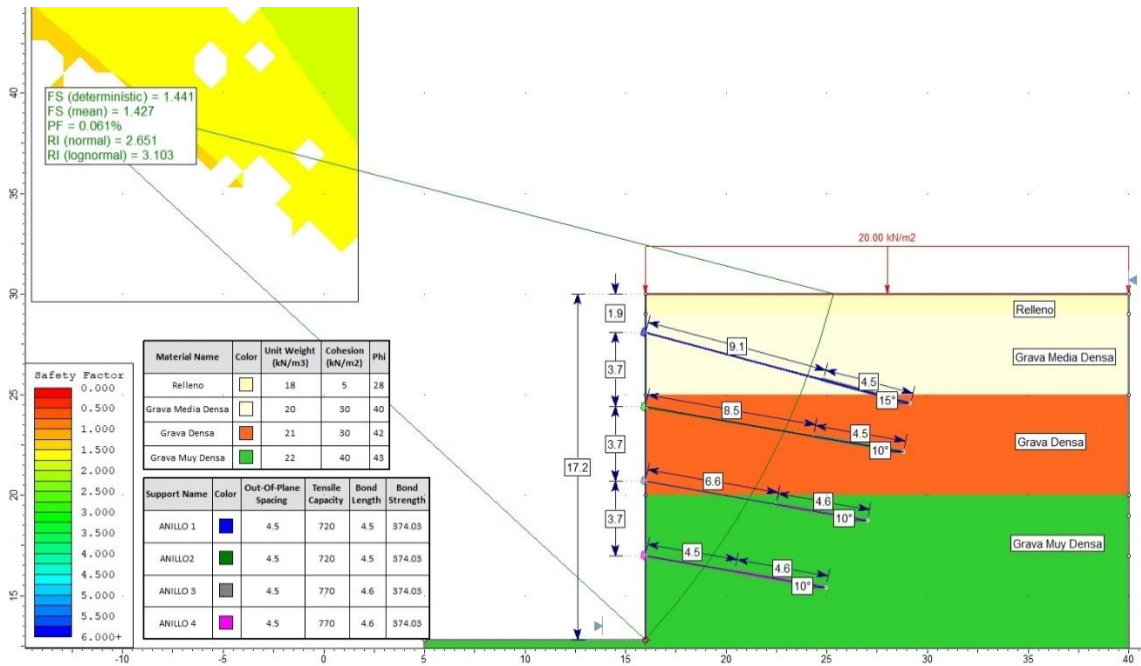 FS (deterministic) = 1.441
FS (mean) = 1.427
PF = 0.061%
RI (normal) = 2.651
RI (lognormal) = 3.103
40
35
30
25
20
15
20.00 kN/m2
Relleno
Grava Media Densa
Grava Densa
Grava Muy Densa
1.9
3.7
3.7
3.7
17.2
9.1
4.5
15°
8.5
4.5
10°
6.6
4.6
10°
4.5
4.6
10°
Safety Factor
0.000
0.500
1.000
1.500
2.000
2.500
3.000
3.500
4.000
4.500
5.000
5.500
6.000+
Material Name Color Unit Weight (kN/m3) Cohesion (kN/m2) Phi
Relleno 18 5 28
Grava Media Densa 20 30 40
Grava Densa 21 30 42
Grava Muy Densa 22 40 43
Support Name Color Out-Of-Plane Spacing Tensile Capacity Bond Length Bond Strength
ANILLO 1 4.5 720 4.5 374.03
ANILLO2 4.5 720 4.5 374.03
ANILLO 3 4.5 770 4.6 374.03
ANILLO 4 4.5 770 4.6 374.03
-10 -5 0 5 10 15 20 25 30 35 40